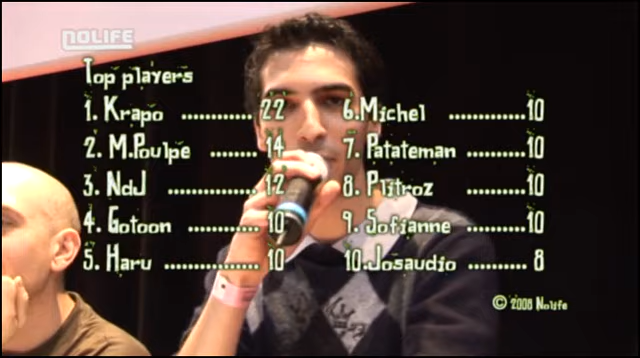 NOLIFE
Top players
1. Krapo .............. 22
2. M.Poulpe ......... 14
3. NdJ ................ 12
4. Gotoon ............ 10
5. Haru ................ 10
6.Michel ..............10
7. Patateman ...........10
8. Plitroz ..............10
9. Sofianne ............10
10.Josaudio .......... 8
© 2008 Nolife